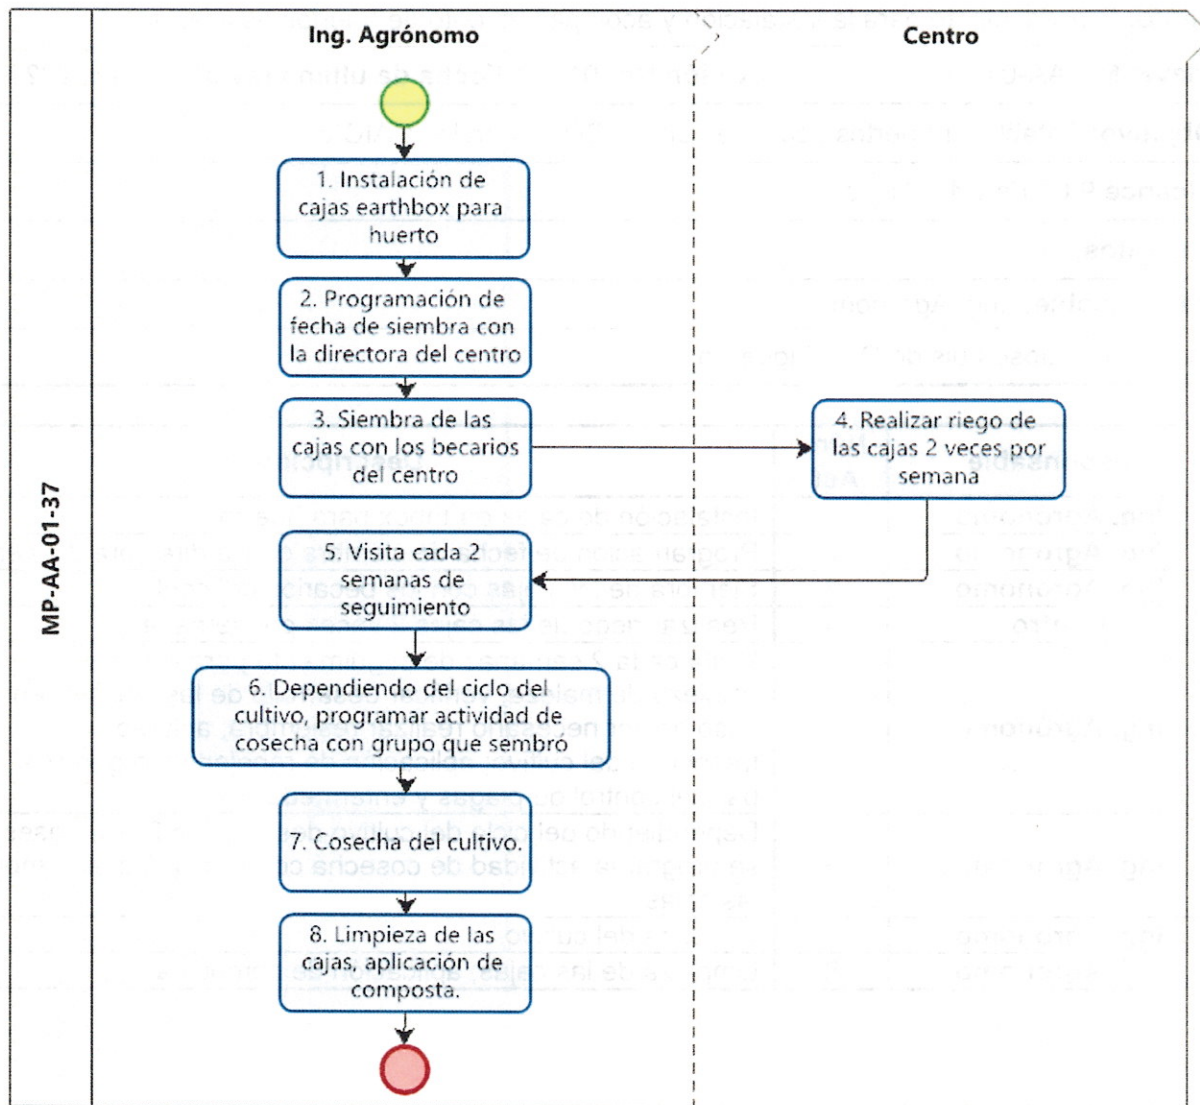 Ing. Agrónomo
Centro
MP-AA-01-37
1. Instalación de
cajas earthbox para
huerto
2. Programación de
fecha de siembra con
la directora del centro
3. Siembra de las
cajas con los becarios
del centro
4. Realizar riego de
las cajas 2 veces por
semana
5. Visita cada 2
semanas de
seguimiento
6. Dependiendo del ciclo del
cultivo, programar actividad de
cosecha con grupo que sembró
7. Cosecha del cultivo.
8. Limpieza de las
cajas, aplicación de
composta.